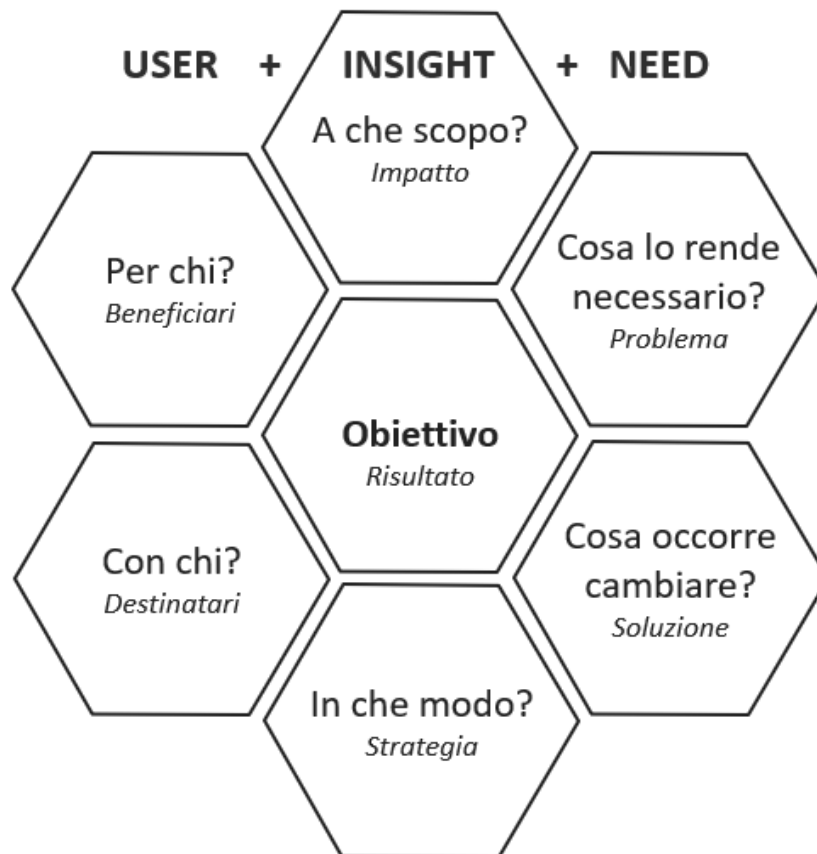 USER + INSIGHT + NEED
A che scopo?
Impatto
Per chi?
Beneficiari
Cosa lo rende
necessario?
Problema
Obiettivo
Risultato
Con chi?
Destinatari
Cosa occorre
cambiare?
Soluzione
In che modo?
Strategia